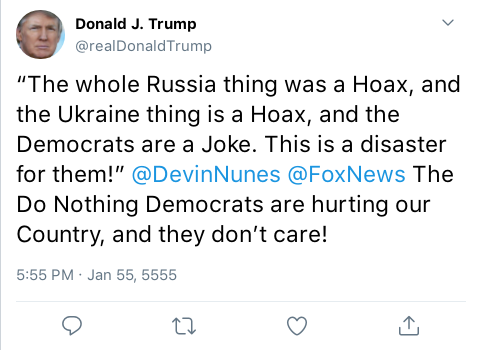 Donald J. Trump
@realDonaldTrump
“The whole Russia thing was a Hoax, and
the Ukraine thing is a Hoax, and the
Democrats are a Joke. This is a disaster
for them!” @DevinNunes @FoxNews The
Do Nothing Democrats are hurting our
Country, and they don’t care!
5:55 PM · Jan 55, 5555